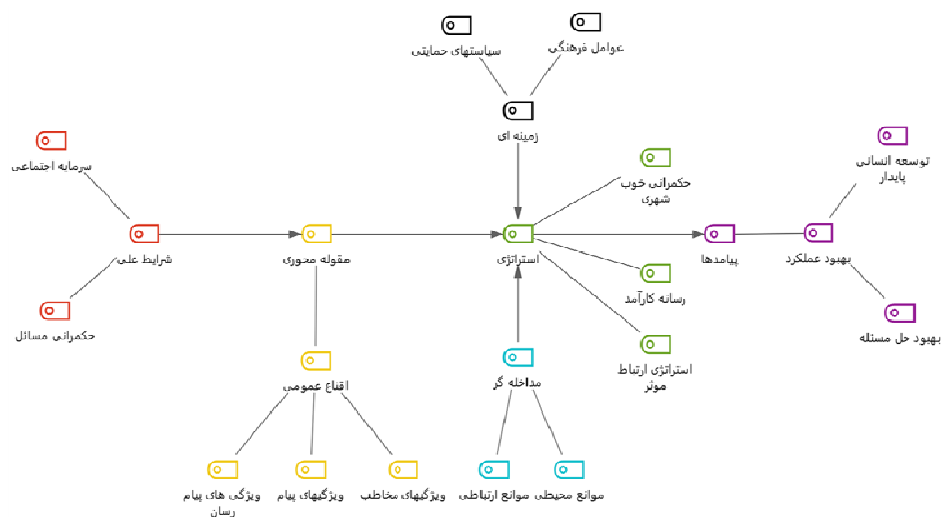 سیاستهای حمایتی
عوامل فرهنگی
زمینه ای
سرمایه اجتماعی
شرایط علی
حکمرانی مسائل
مقوله محوری
اقناع عمومی
ویژگی های پیام
رسان
ویژگیهای پیام
ویژگیهای مخاطب
استراتژی
حکمرانی خوب
شهری
رسانه کارآمد
استراتژی ارتباط
موثر
مداخله گر
موانع ارتباطی
موانع محیطی
پیامدها
بهبود عملکرد
توسعه انسانی
پایدار
بهبود حل مسئله